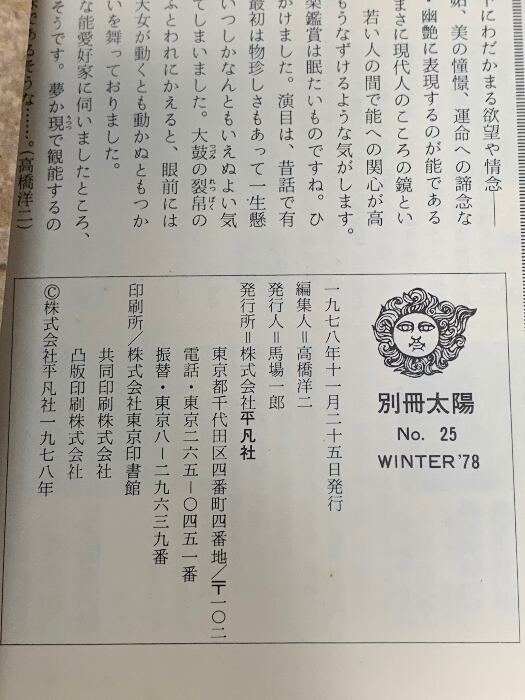 下にわだかまる欲望や情念——
妬、美の憧憬、運命への諦念な
・幽艶に表現するのが能である
まさに現代人のこころの鏡とい
若い人の間で能への関心が高
もうなずけるような気がします。
楽鑑賞は眠たいものですね。ひ
かけました。演目は、昔話で有
最初は物珍しさもあって一生懸
いつしかなんともいえぬよい気
てしまいました。大鼓の裂帛の
ふとわれにかえると、眼前には
大女が動くとも動かぬともつか
いを舞っておりました。
な能愛好家に伺いましたところ、
そうです。夢か現で観能するの
であるそうな……。(高橋洋二)
別冊太陽
No. 25
WINTER '78
一九七八年十一月二十五日発行
編集人＝高橋洋二
発行人＝馬場一郎
発行所＝株式会社平凡社
東京都千代田区四番町四番地／〒一〇二
電話・東京二六五—〇四五一番
振替・東京八—二九六三九番
印刷所／株式会社東京印書館
共同印刷株式会社
凸版印刷株式会社
©株式会社平凡社一九七八年